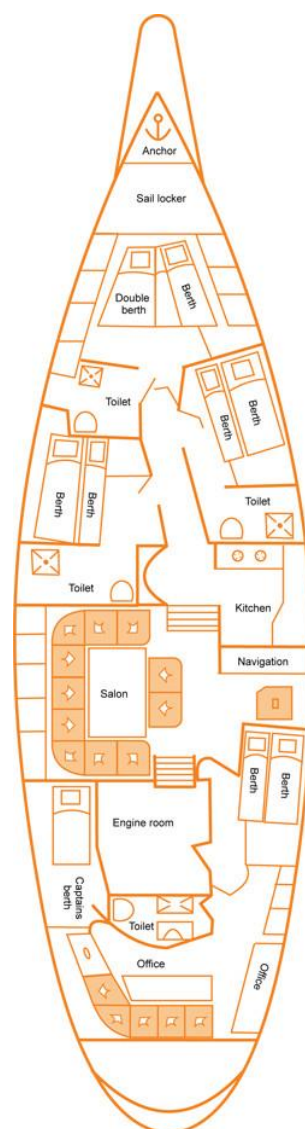 Anchor
Sail locker
Double
berth
Berth
Toilet
Berth
Berth
Berth
Berth
Toilet
Toilet
Kitchen
Navigation
Salon
Berth
Berth
Engine room
Captains
berth
Toilet
Office
Office